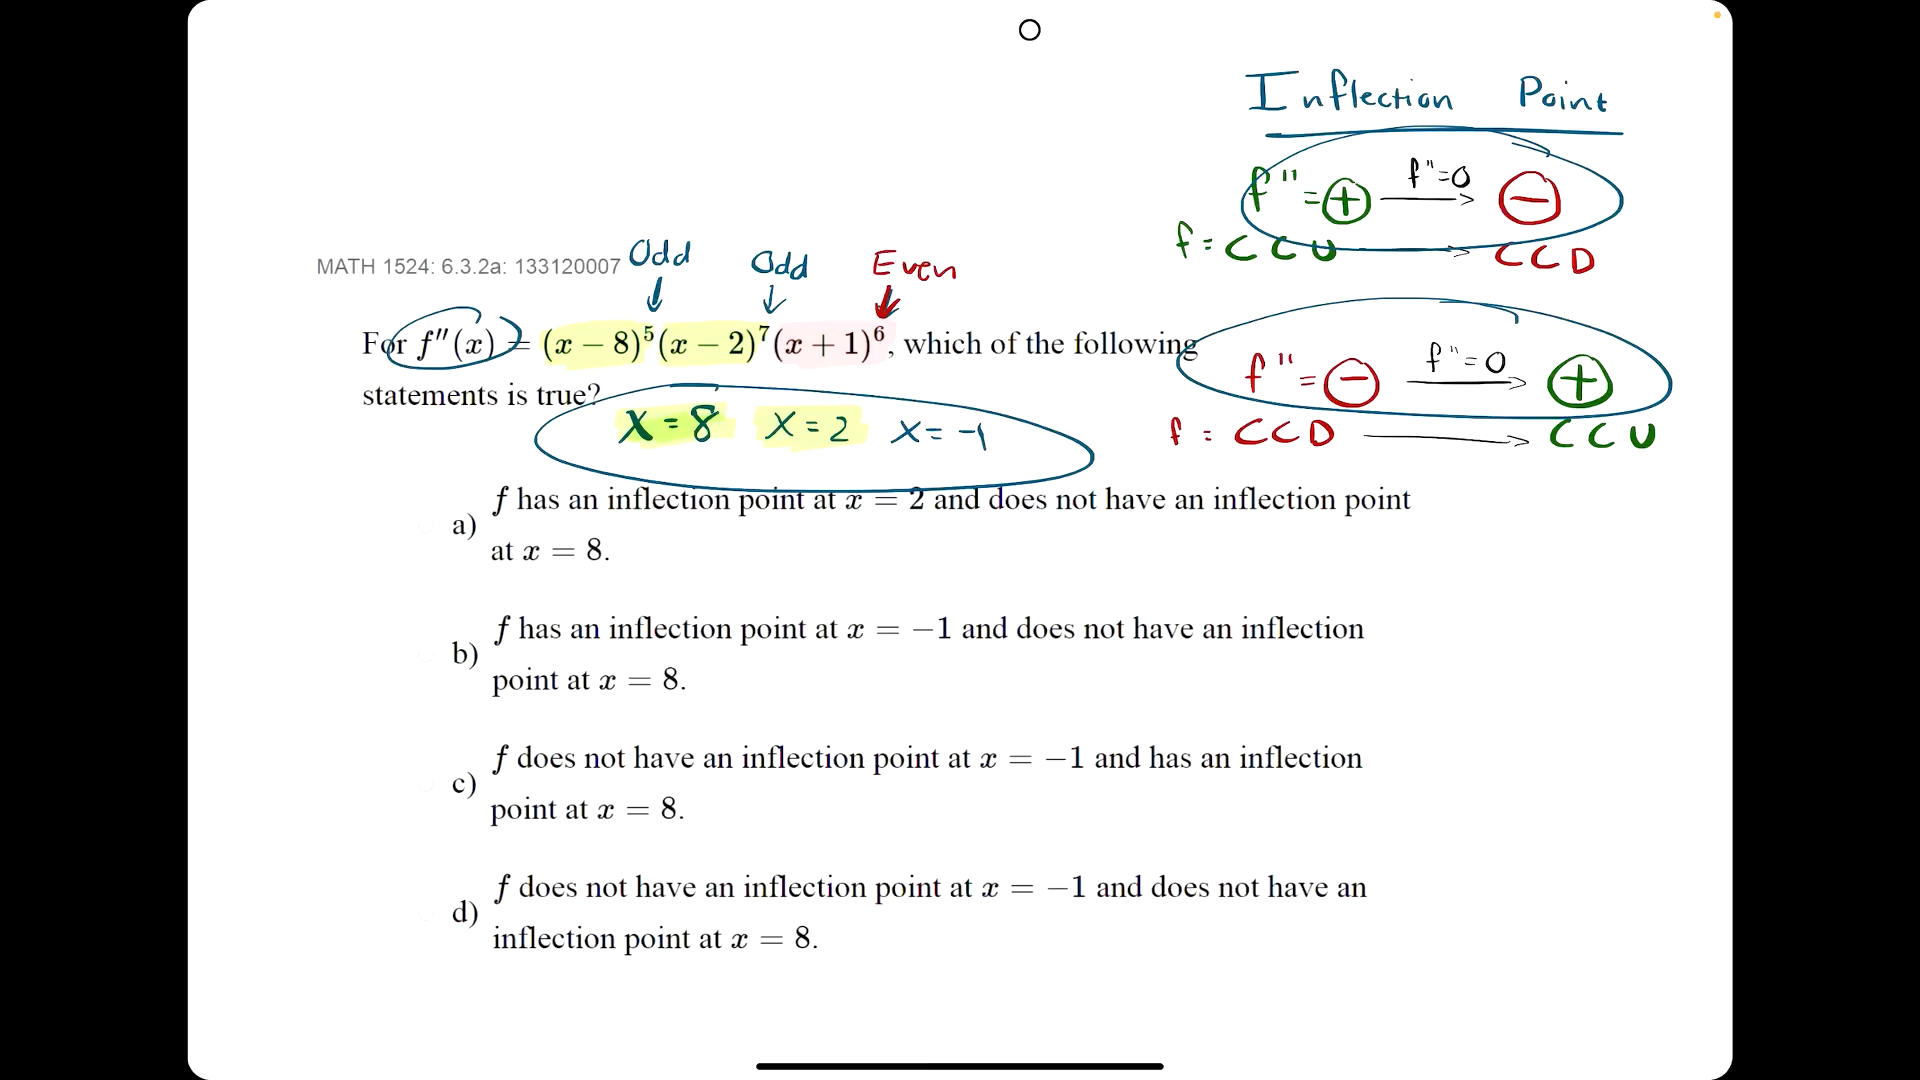 Inflection Point
f" = + f"=0 −
f = CCU → CCD
Odd Odd Even
MATH 1524: 6.3.2a: 133120007
For f″(x) = (x − 8)⁵(x − 2)⁷(x + 1)⁶, which of the following
statements is true?
x = 8 x = 2 x = -1
f" = − f" = 0 +
f = CCD → CCU
a) f has an inflection point at x = 2 and does not have an inflection point
at x = 8.
b) f has an inflection point at x = −1 and does not have an inflection
point at x = 8.
c) f does not have an inflection point at x = −1 and has an inflection
point at x = 8.
d) f does not have an inflection point at x = −1 and does not have an
inflection point at x = 8.